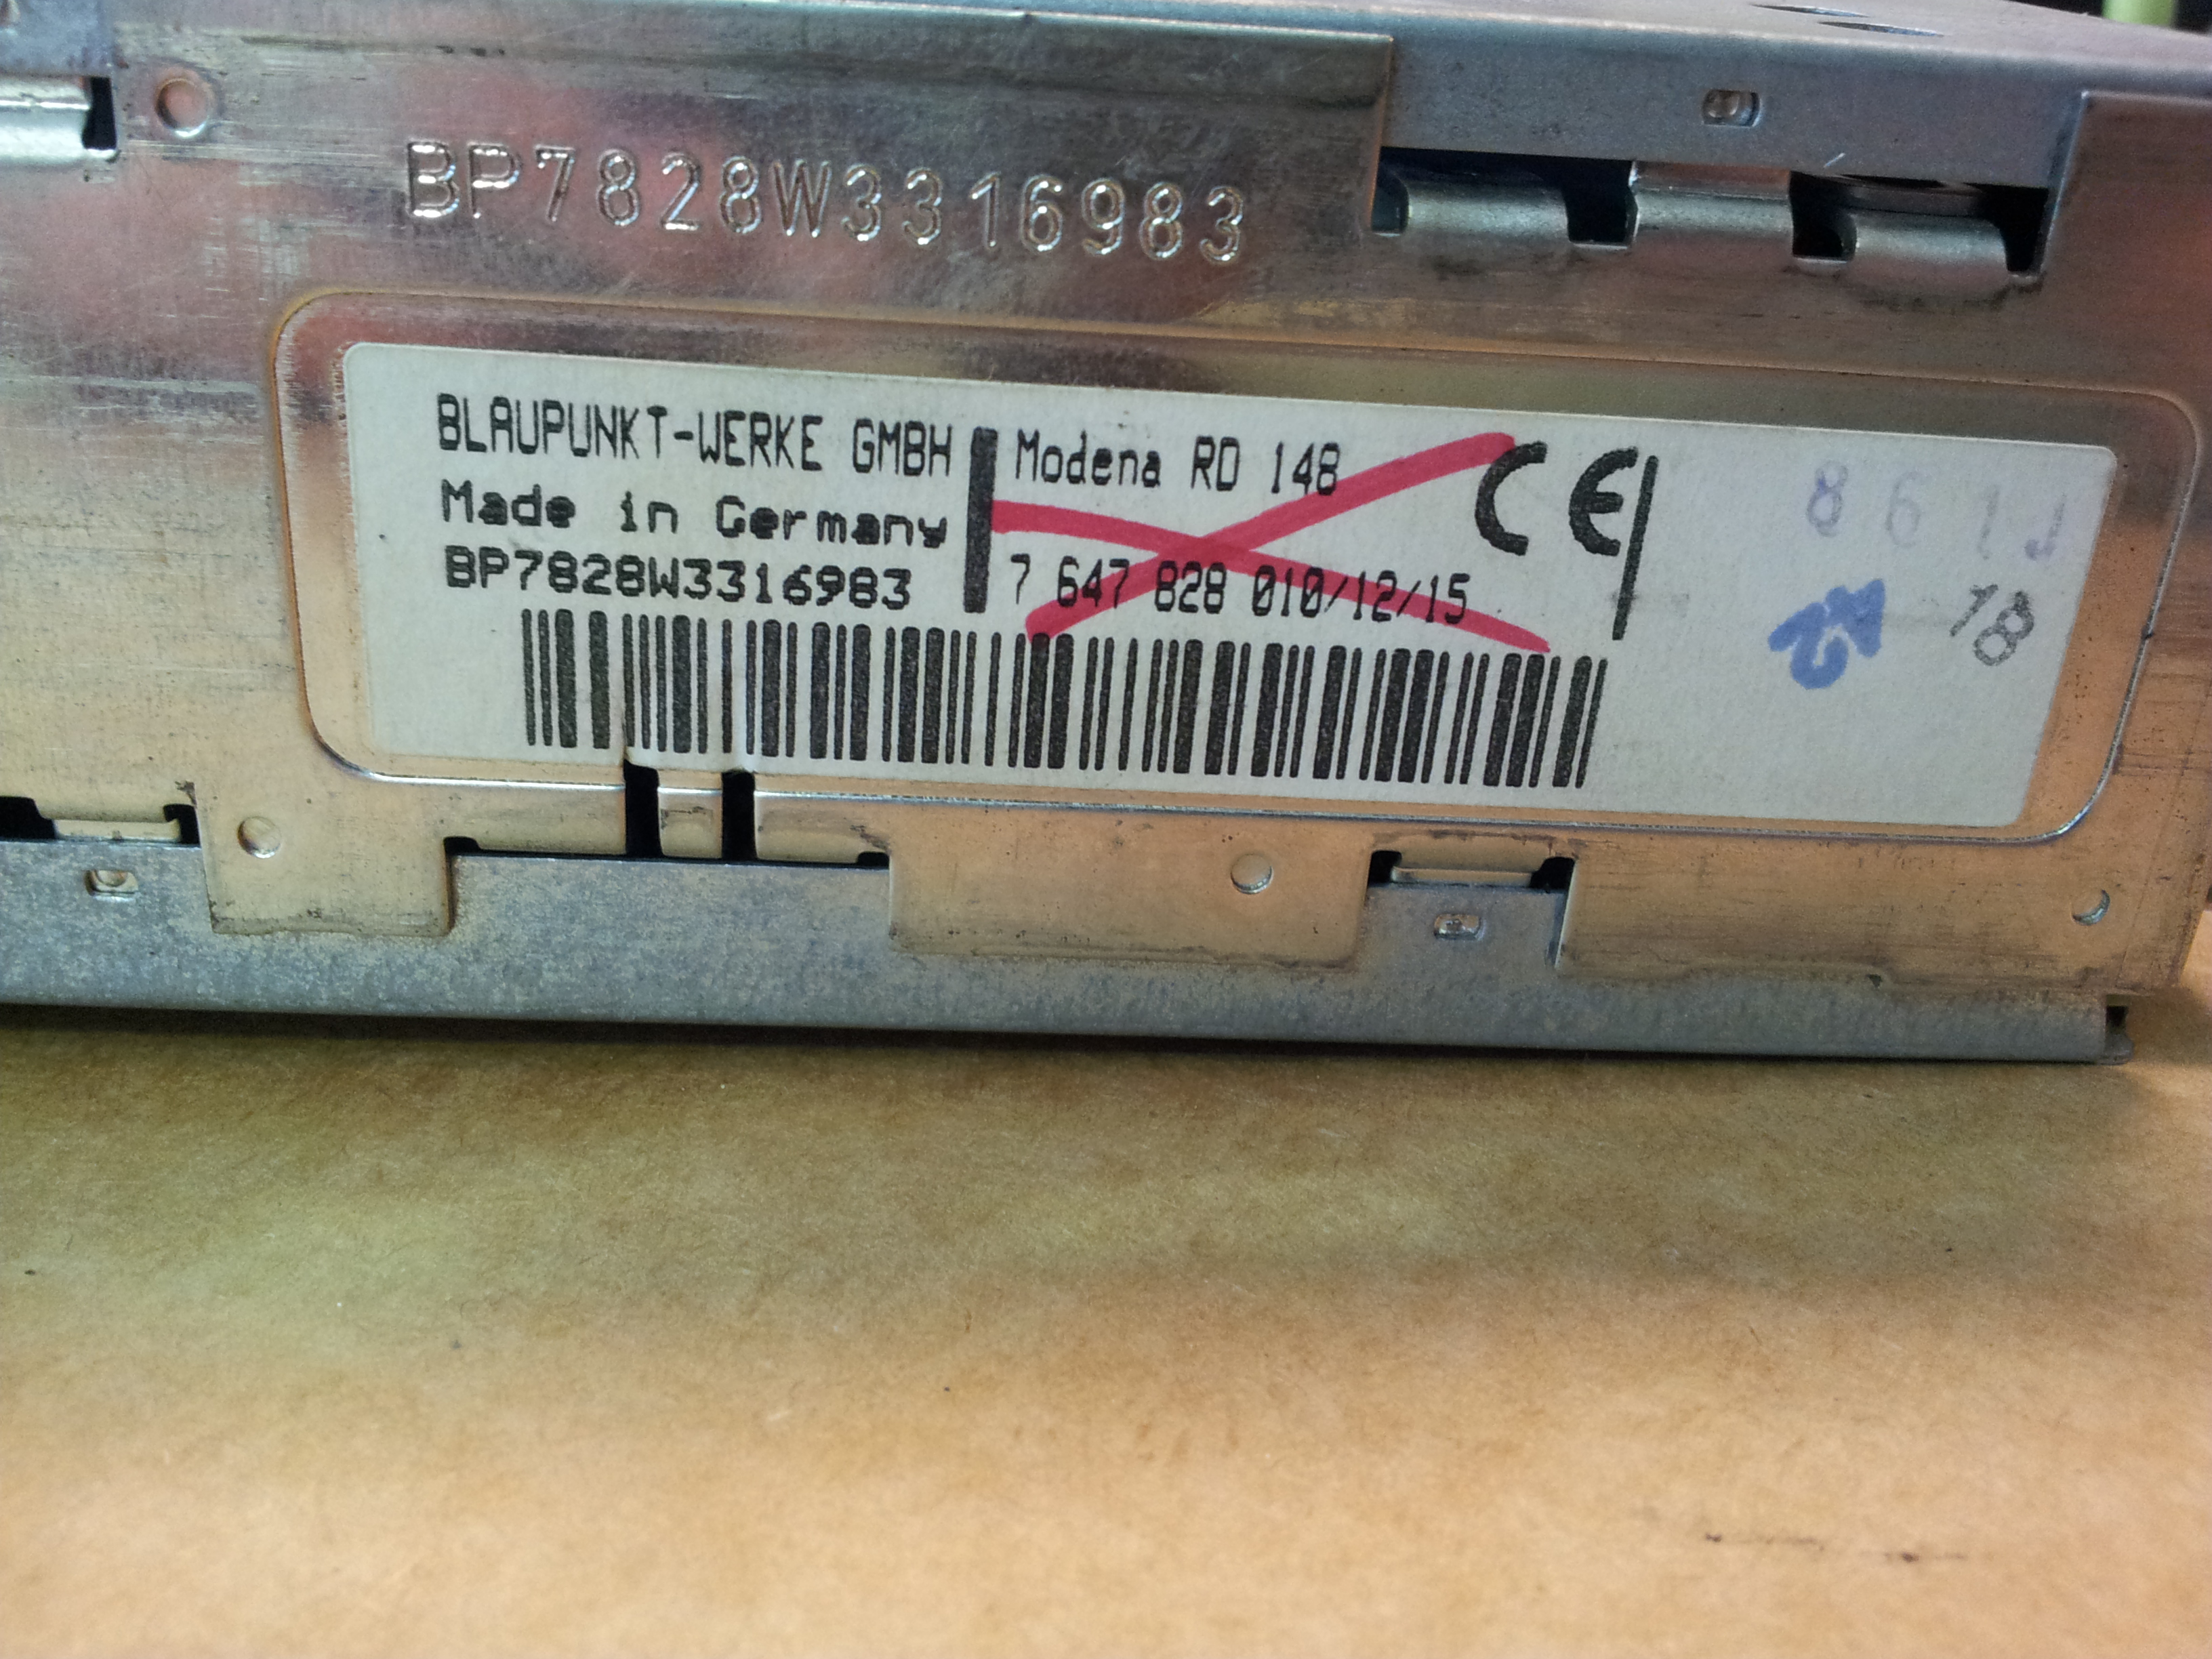 BP7828W3316983
BLAUPUNKT-WERKE GMBH
Made in Germany
BP7828W3316983
Modena RD 148
7 647 828 010/12/15
CE
861J
18